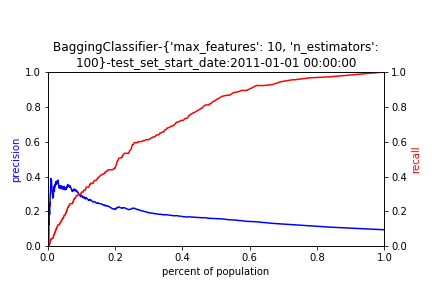 BaggingClassifier-{'max_features': 10, 'n_estimators':
100}-test_set_start_date:2011-01-01 00:00:00
1.0 1.0
0.8 0.8
0.6 0.6
precision recall
0.4 0.4
0.2 0.2
0.0 0.0
0.0 0.2 0.4 0.6 0.8 1.0
percent of population